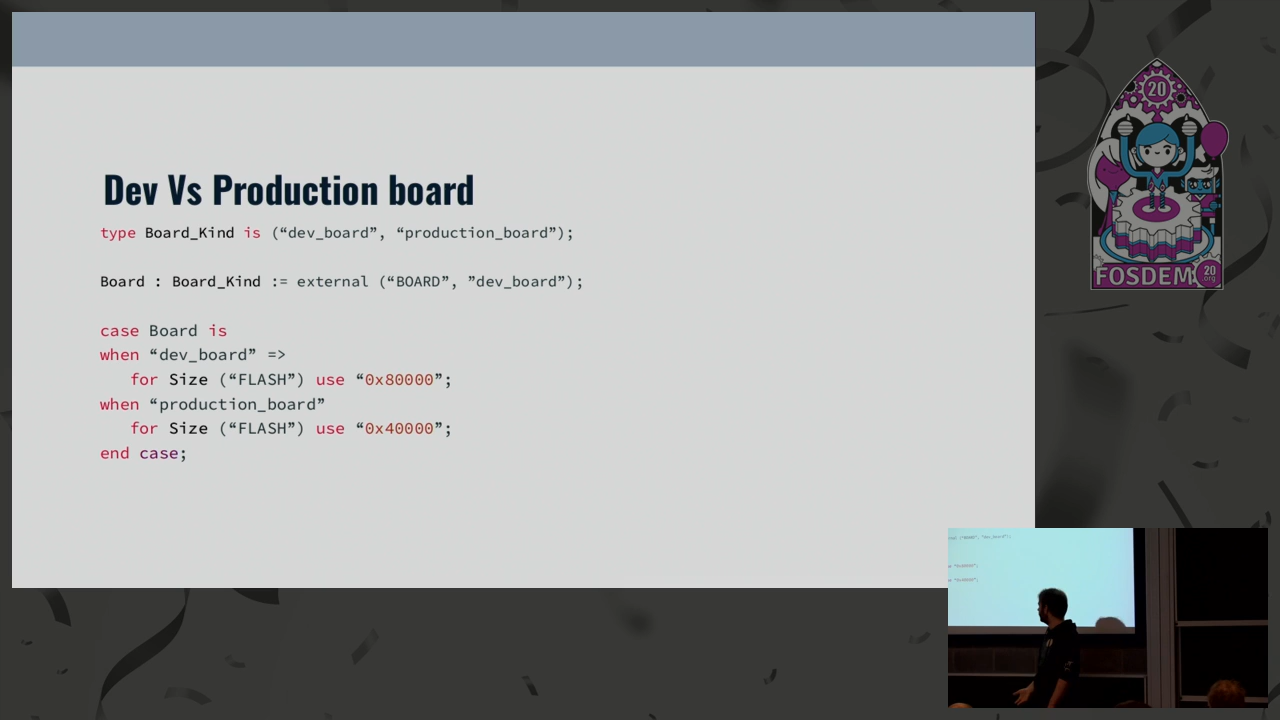 Dev Vs Production board
type Board_Kind is (“dev_board”, “production_board”);
Board : Board_Kind := external (“BOARD”, ”dev_board”);
case Board is
when “dev_board” =>
for Size (“FLASH”) use “0x80000”;
when “production_board”
for Size (“FLASH”) use “0x40000”;
end case;
20
FOSDEM
20
org